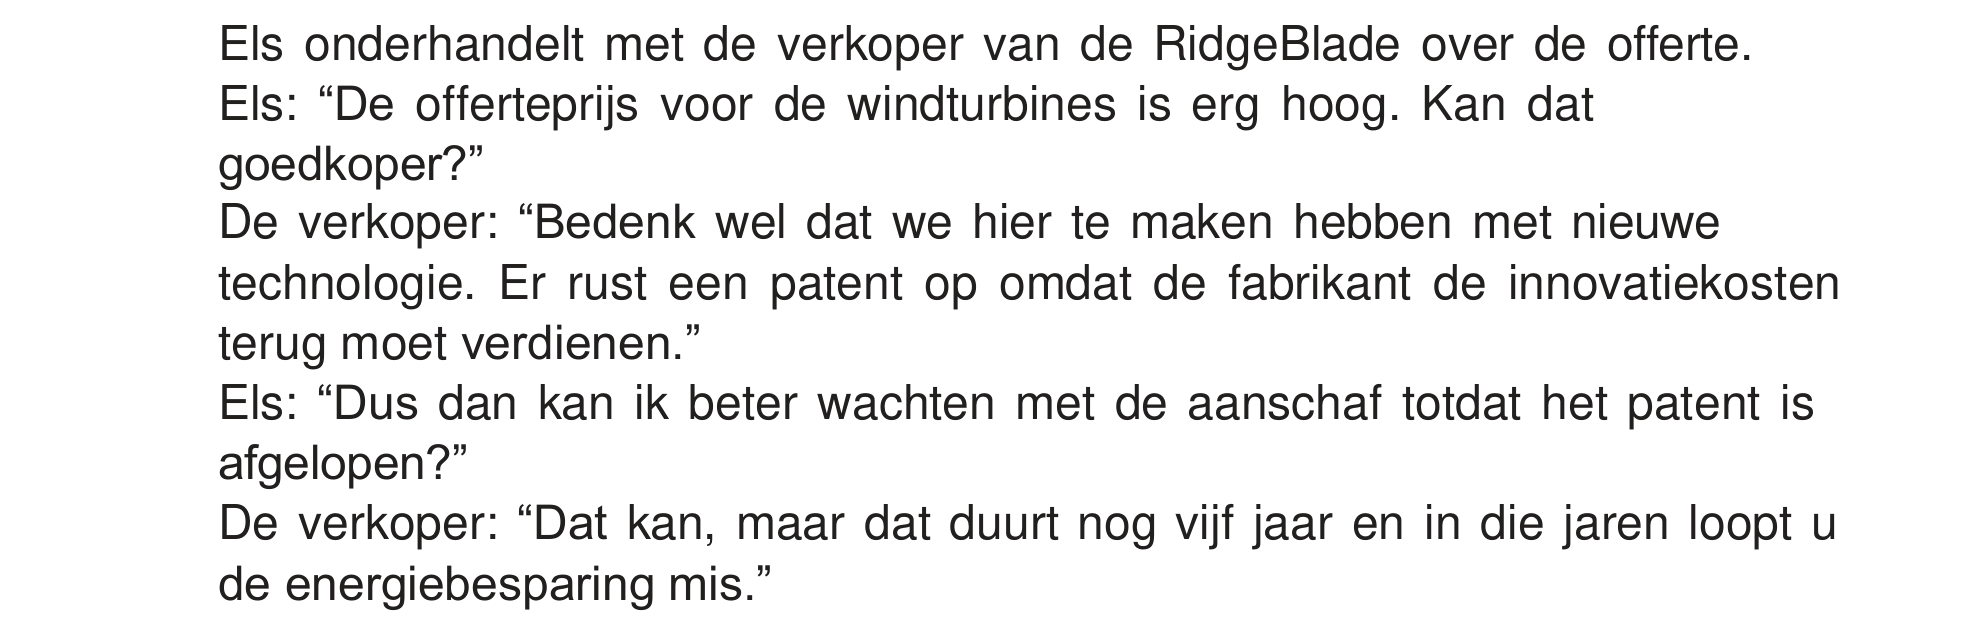 Els onderhandelt met de verkoper van de RidgeBlade over de offerte.
Els: “De offerteprijs voor de windturbines is erg hoog. Kan dat
goedkoper?”
De verkoper: “Bedenk wel dat we hier te maken hebben met nieuwe
technologie. Er rust een patent op omdat de fabrikant de innovatiekosten
terug moet verdienen.”
Els: “Dus dan kan ik beter wachten met de aanschaf totdat het patent is
afgelopen?”
De verkoper: “Dat kan, maar dat duurt nog vijf jaar en in die jaren loopt u
de energiebesparing mis.”